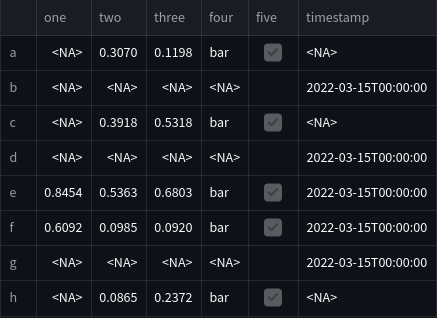 one two three four five timestamp
a <NA> 0.3070 0.1198 bar <NA>
b <NA> <NA> <NA> <NA> 2022-03-15T00:00:00
c <NA> 0.3918 0.5318 bar <NA>
d <NA> <NA> <NA> <NA> 2022-03-15T00:00:00
e 0.8454 0.5363 0.6803 bar 2022-03-15T00:00:00
f 0.6092 0.0985 0.0920 bar 2022-03-15T00:00:00
g <NA> <NA> <NA> <NA> 2022-03-15T00:00:00
h <NA> 0.0865 0.2372 bar <NA>